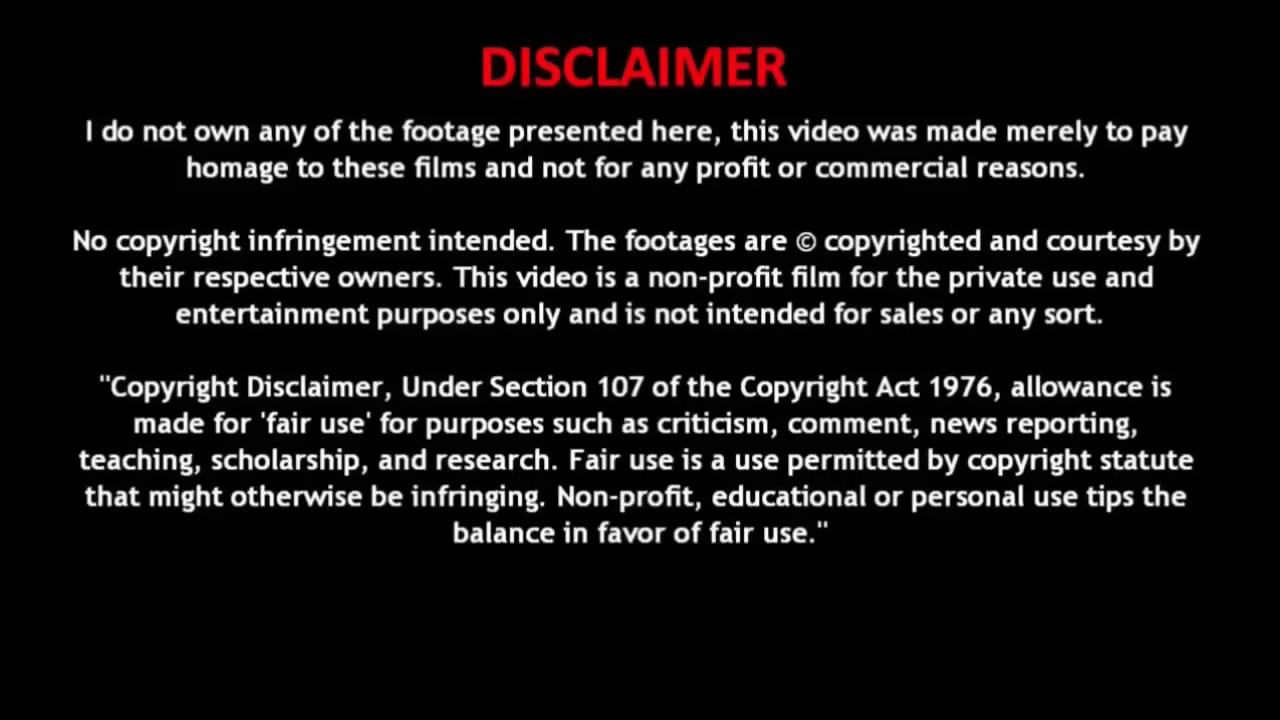 DISCLAIMER
I do not own any of the footage presented here, this video was made merely to pay
homage to these films and not for any profit or commercial reasons.
No copyright infringement intended. The footages are © copyrighted and courtesy by
their respective owners. This video is a non-profit film for the private use and
entertainment purposes only and is not intended for sales or any sort.
"Copyright Disclaimer, Under Section 107 of the Copyright Act 1976, allowance is
made for 'fair use' for purposes such as criticism, comment, news reporting,
teaching, scholarship, and research. Fair use is a use permitted by copyright statute
that might otherwise be infringing. Non-profit, educational or personal use tips the
balance in favor of fair use."